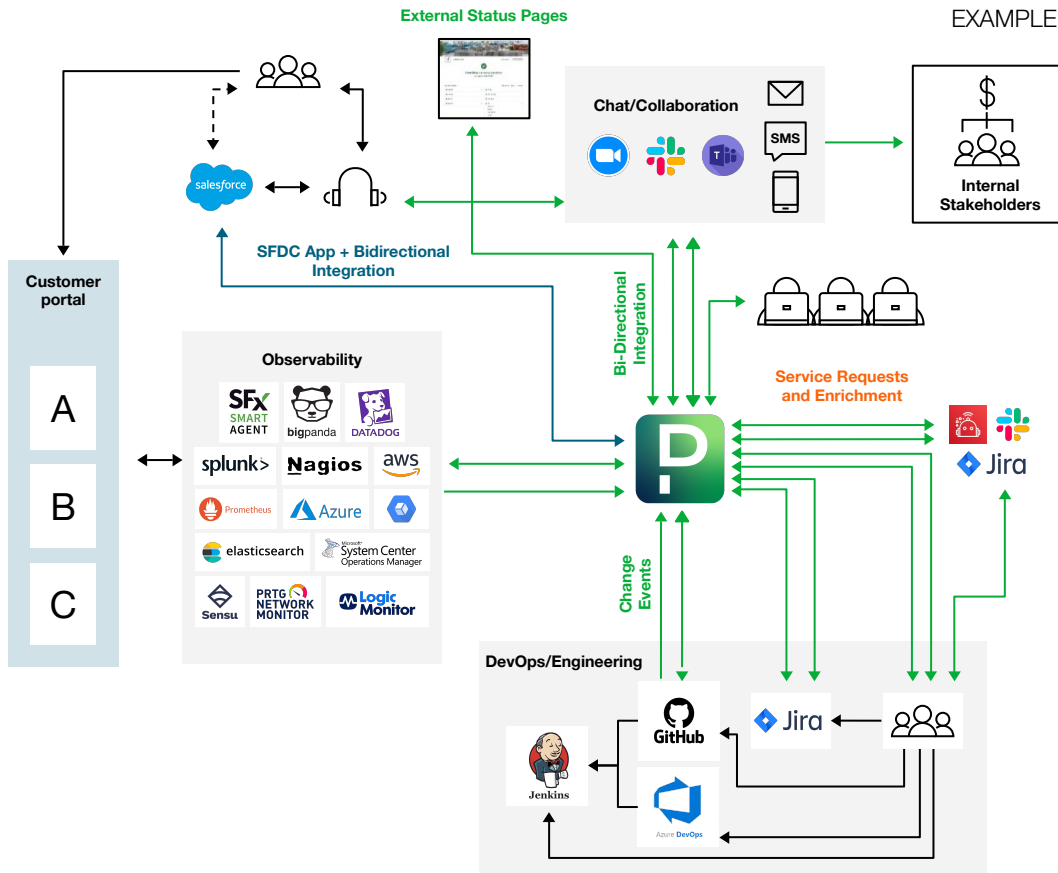 External Status Pages
EXAMPLE
Chat/Collaboration
SMS
T
$
Internal
Stakeholders
salesforce
SFDC App + Bidirectional
Integration
Customer
portal
A
B
C
Observability
SFx
SMART
AGENT
bigpanda
DATADOG
splunk>
Nagios
aws
Prometheus
Azure
elasticsearch
Microsoft
System Center
Operations Manager
Sensu
PRTG
NETWORK
MONITOR
Logic
Monitor
Bi-Directional
Integration
Service Requests
and Enrichment
P
Jira
Change
Events
DevOps/Engineering
GitHub
Jira
Jenkins
Azure DevOps